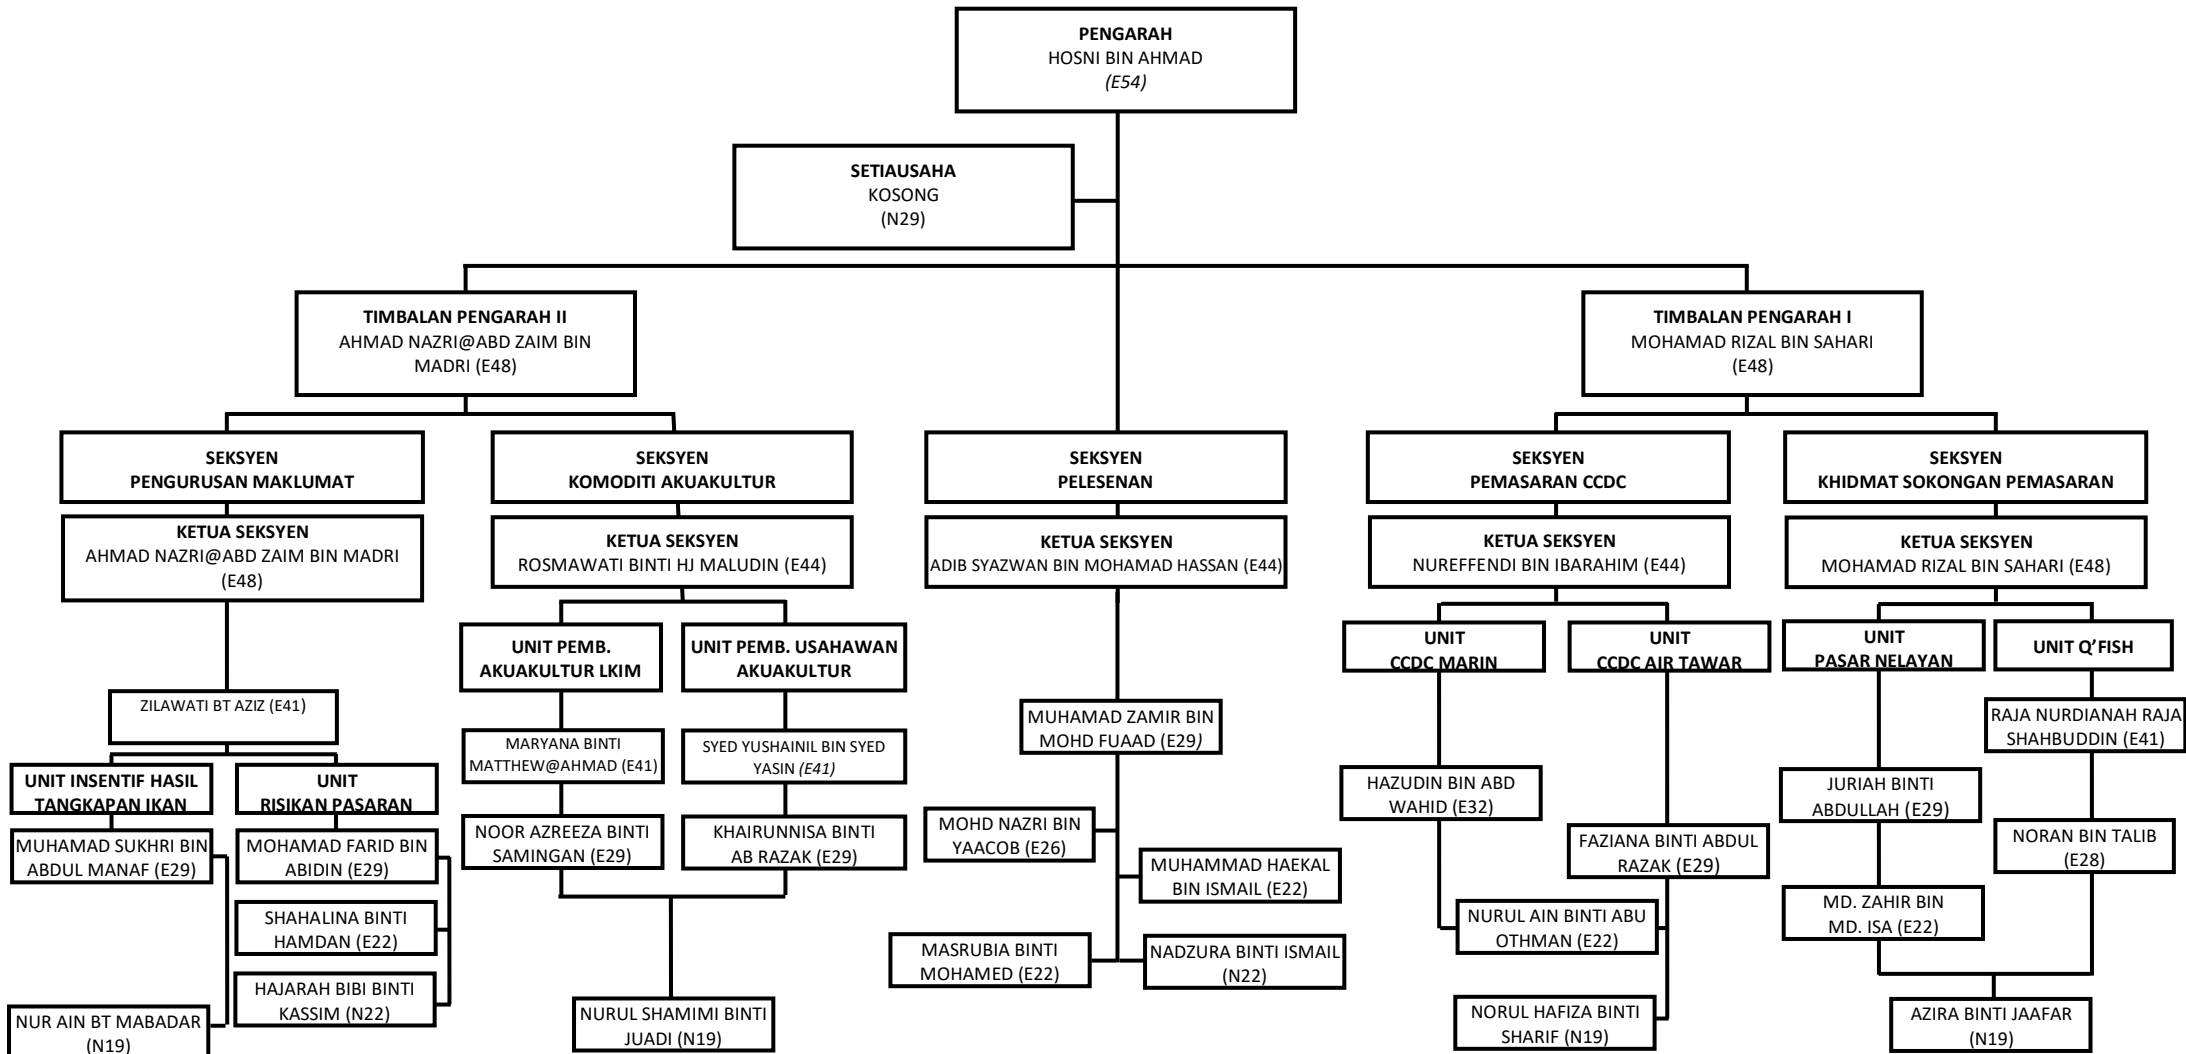 PENGARAH
HOSNI BIN AHMAD
(E54)
SETIAUSAHA
KOSONG
(N29)
TIMBALAN PENGARAH II
AHMAD NAZRI@ABD ZAIM BIN
MADRI (E48)
TIMBALAN PENGARAH I
MOHAMAD RIZAL BIN SAHARI
(E48)
SEKSYEN
PENGURUSAN MAKLUMAT
SEKSYEN
KOMODITI AKUAKULTUR
SEKSYEN
PELESENAN
SEKSYEN
PEMASARAN CCDC
SEKSYEN
KHIDMAT SOKONGAN PEMASARAN
KETUA SEKSYEN
AHMAD NAZRI@ABD ZAIM BIN MADRI
(E48)
KETUA SEKSYEN
ROSMAWATI BINTI HJ MALUDIN (E44)
KETUA SEKSYEN
ADIB SYAZWAN BIN MOHAMAD HASSAN (E44)
KETUA SEKSYEN
NUREFFENDI BIN IBARAHIM (E44)
KETUA SEKSYEN
MOHAMAD RIZAL BIN SAHARI (E48)
UNIT PEMB.
AKUAKULTUR LKIM
UNIT PEMB. USAHAWAN
AKUAKULTUR
UNIT
CCDC MARIN
UNIT
CCDC AIR TAWAR
UNIT
PASAR NELAYAN
UNIT Q’FISH
ZILAWATI BT AZIZ (E41)
MARYANA BINTI
MATTHEW@AHMAD (E41)
SYED YUSHAINIL BIN SYED
YASIN (E41)
MUHAMAD ZAMIR BIN
MOHD FUAAD (E29)
RAJA NURDIANAH RAJA
SHAHBUDDIN (E41)
UNIT INSENTIF HASIL
TANGKAPAN IKAN
UNIT
RISIKAN PASARAN
HAZUDIN BIN ABD
WAHID (E32)
JURIAH BINTI
ABDULLAH (E29)
MUHAMAD SUKHRI BIN
ABDUL MANAF (E29)
MOHAMAD FARID BIN
ABIDIN (E29)
NOOR AZREEZA BINTI
SAMINGAN (E29)
KHAIRUNNISA BINTI
AB RAZAK (E29)
MOHD NAZRI BIN
YAACOB (E26)
FAZIANA BINTI ABDUL
RAZAK (E29)
NORAN BIN TALIB
(E28)
MUHAMMAD HAEKAL
BIN ISMAIL (E22)
SHAHALINA BINTI
HAMDAN (E22)
NURUL AIN BINTI ABU
OTHMAN (E22)
MD. ZAHIR BIN
MD. ISA (E22)
MASRUBIA BINTI
MOHAMED (E22)
NADZURA BINTI ISMAIL
(N22)
HAJARAH BIBI BINTI
KASSIM (N22)
NUR AIN BT MABADAR
(N19)
NURUL SHAMIMI BINTI
JUADI (N19)
NORUL HAFIZA BINTI
SHARIF (N19)
AZIRA BINTI JAAFAR
(N19)